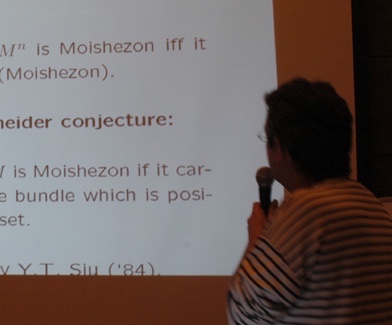 Mⁿ is Moishezon iff it
(Moishezon).
neider conjecture:
is Moishezon if it car-
e bundle which is posi-
set.
y Y.T. Siu ('84).